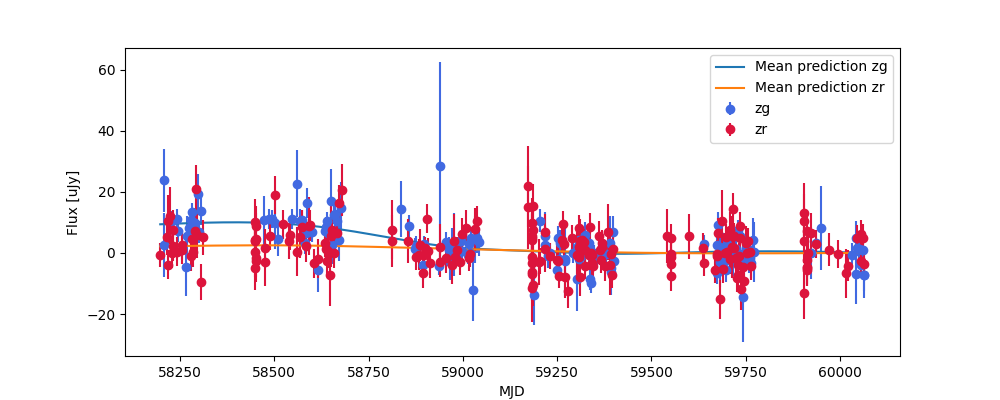 60
40
20
0
−20
Flux [uJy]
58250 58500 58750 59000 59250 59500 59750 60000
MJD
Mean prediction zg
Mean prediction zr
zg
zr